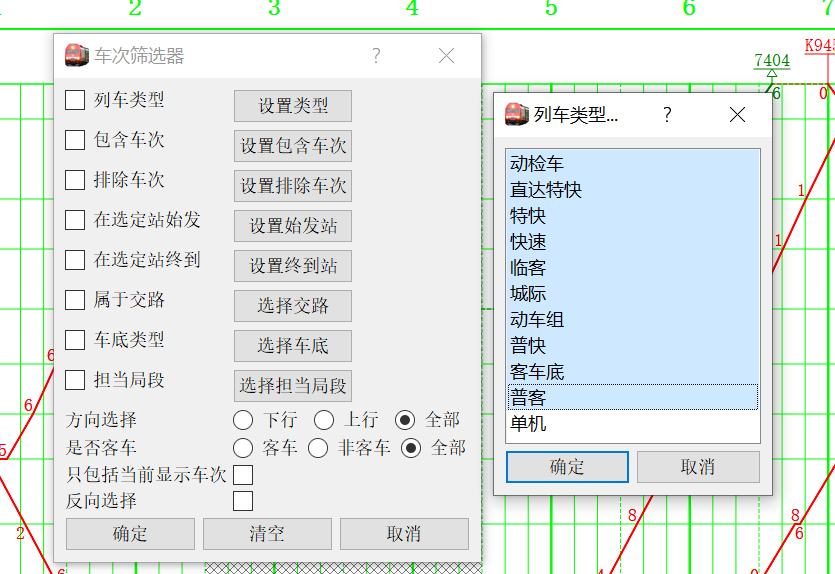 2 3 4 5 6 7
车次筛选器 ?
列车类型 设置类型
包含车次 设置包含车次
排除车次 设置排除车次
在选定站始发 设置始发站
在选定站终到 设置终到站
属于交路 选择交路
车底类型 选择车底
担当局段 选择担当局段
方向选择 下行 上行 全部
是否客车 客车 非客车 全部
只包括当前显示车次
反向选择
确定 清空 取消
列车类型... ?
动检车
直达特快
特快
快速
临客
城际
动车组
普快
客车底
普客
单机
确定 取消
7404
K945
6
0
1
1
6
6
5
2
6
8
8
6
4
0